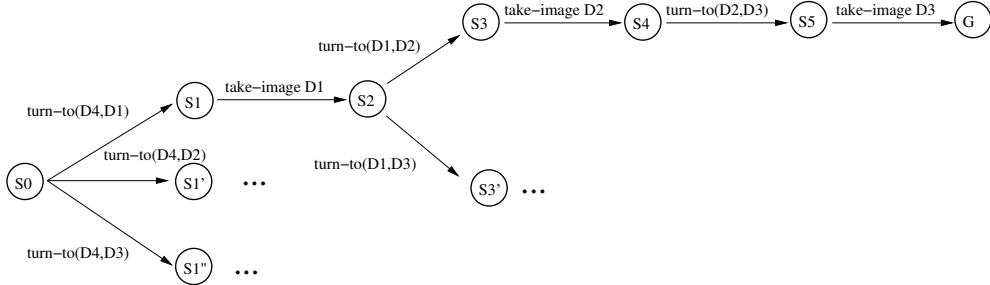 S3
take−image D2
S4
turn−to(D2,D3)
S5
take−image D3
G
turn−to(D1,D2)
turn−to(D4,D1)
S1
take−image D1
S2
turn−to(D4,D2)
turn−to(D1,D3)
S0
S1'
...
S3'
...
turn−to(D4,D3)
S1"
...